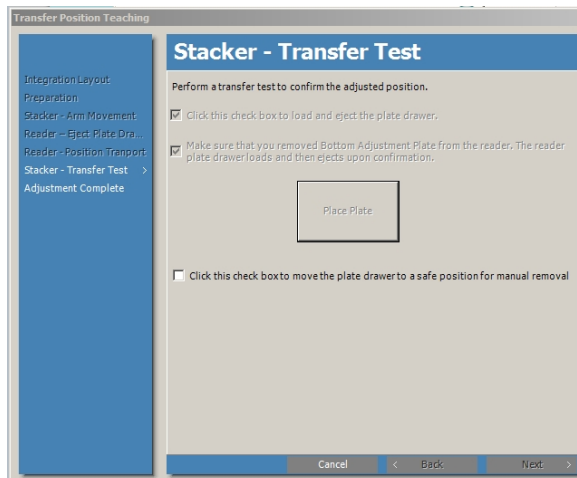 Transfer Position Teaching
Stacker - Transfer Test
Integration Layout
Preparation
Stacker - Arm Movement
Reader – Eject Plate Dra...
Reader - Position Tranport
Stacker - Transfer Test >
Adjustment Complete
Perform a transfer test to confirm the adjusted position.
Click this check box to load and eject the plate drawer.
Make sure that you removed Bottom Adjustment Plate from the reader. The reader
plate drawer loads and then ejects upon confirmation.
Place Plate
Click this check box to move the plate drawer to a safe position for manual removal
Cancel < Back Next >